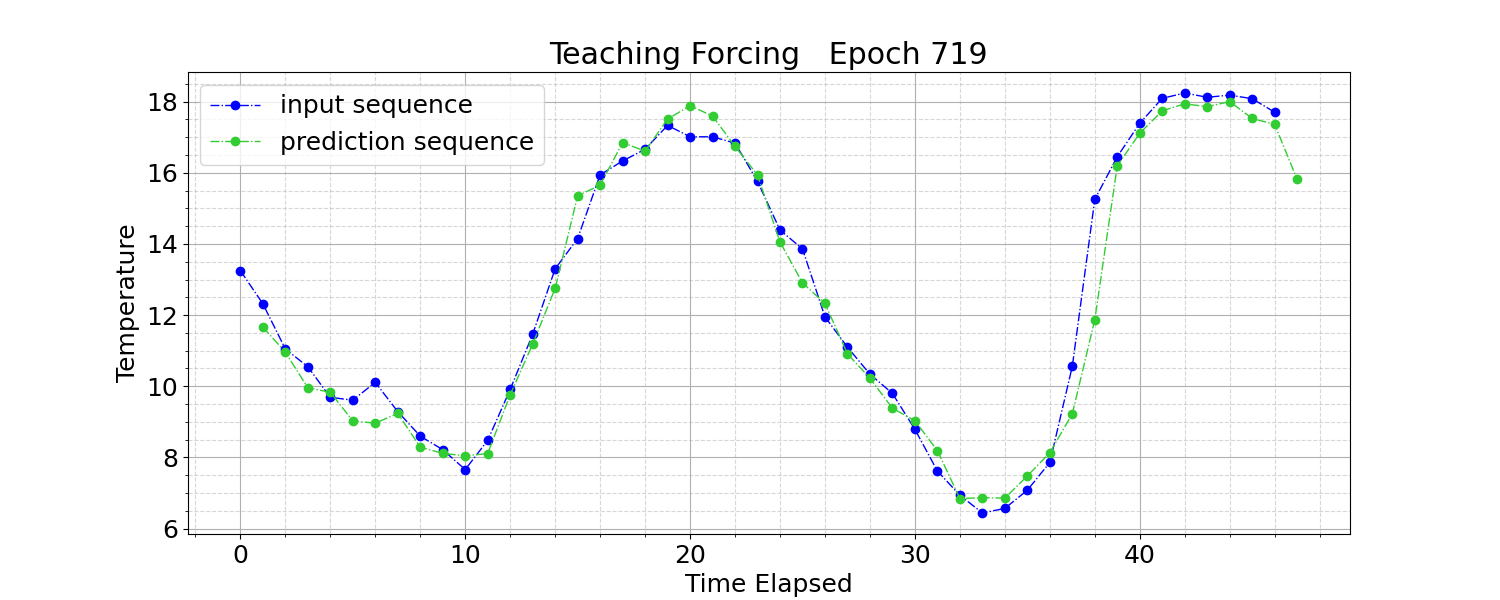 Teaching Forcing   Epoch 719
input sequence
prediction sequence
18
16
14
12
10
8
6
Temperature
0 10 20 30 40
Time Elapsed